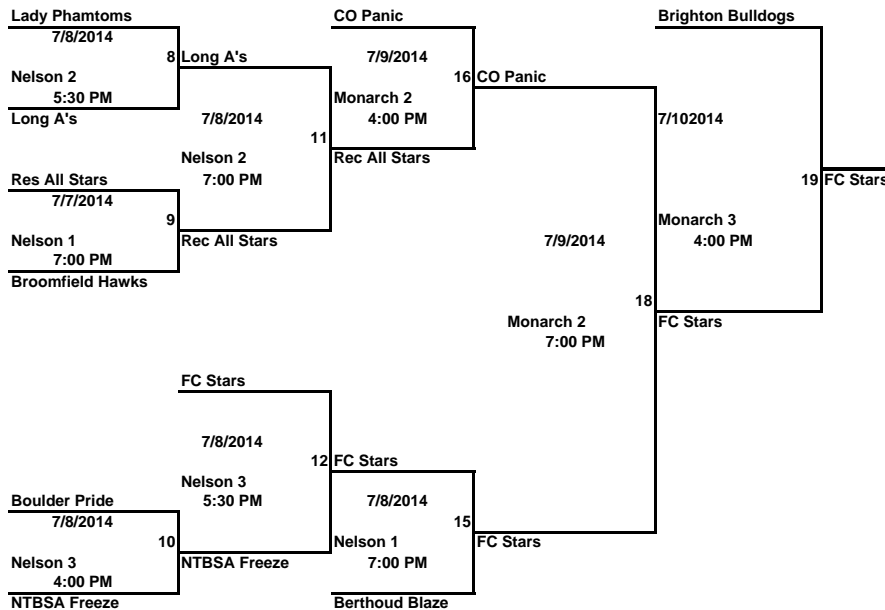 Lady Phamtoms CO Panic Brighton Bulldogs
7/8/2014
8 Long A's 7/9/2014
Nelson 2 16 CO Panic
5:30 PM Monarch 2
Long A's 7/8/2014 4:00 PM 7/102014
11
Nelson 2 Rec All Stars
Res All Stars 7:00 PM 19 FC Stars
7/7/2014
9 Monarch 3
Nelson 1 Rec All Stars 7/9/2014 4:00 PM
7:00 PM
Broomfield Hawks
18
Monarch 2 FC Stars
7:00 PM
FC Stars
7/8/2014
12 FC Stars
Nelson 3
Boulder Pride 5:30 PM 7/8/2014
7/8/2014 15
10 Nelson 1 FC Stars
Nelson 3 NTBSA Freeze 7:00 PM
4:00 PM
NTBSA Freeze Berthoud Blaze